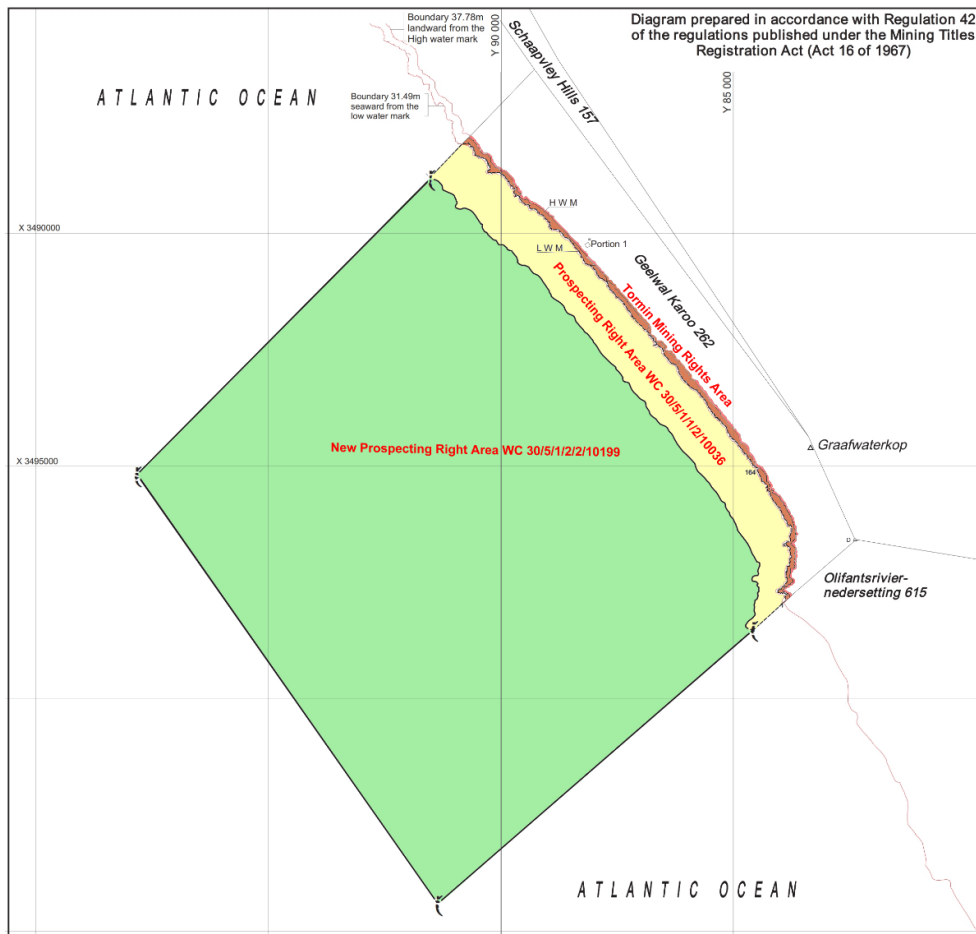 Boundary 37.78m
landward from the
High water mark
Y 90 000
Diagram prepared in accordance with Regulation 42
of the regulations published under the Mining Titles
Registration Act (Act 16 of 1967)
ATLANTIC OCEAN
Boundary 31.49m
seaward from the
low water mark
Schaapvley Hills 157
Y 85 000
H W M
X 3490000
L W M
Portion 1
Geelwal Karoo 262
Tormin Mining Rights Area
Prospecting Right Area WC 30/5/1/1/2/10036
New Prospecting Right Area WC 30/5/1/2/2/10199
Graafwaterkop
X 3495000
164
D
Olifantsrivier-
nedersetting 615
ATLANTIC OCEAN